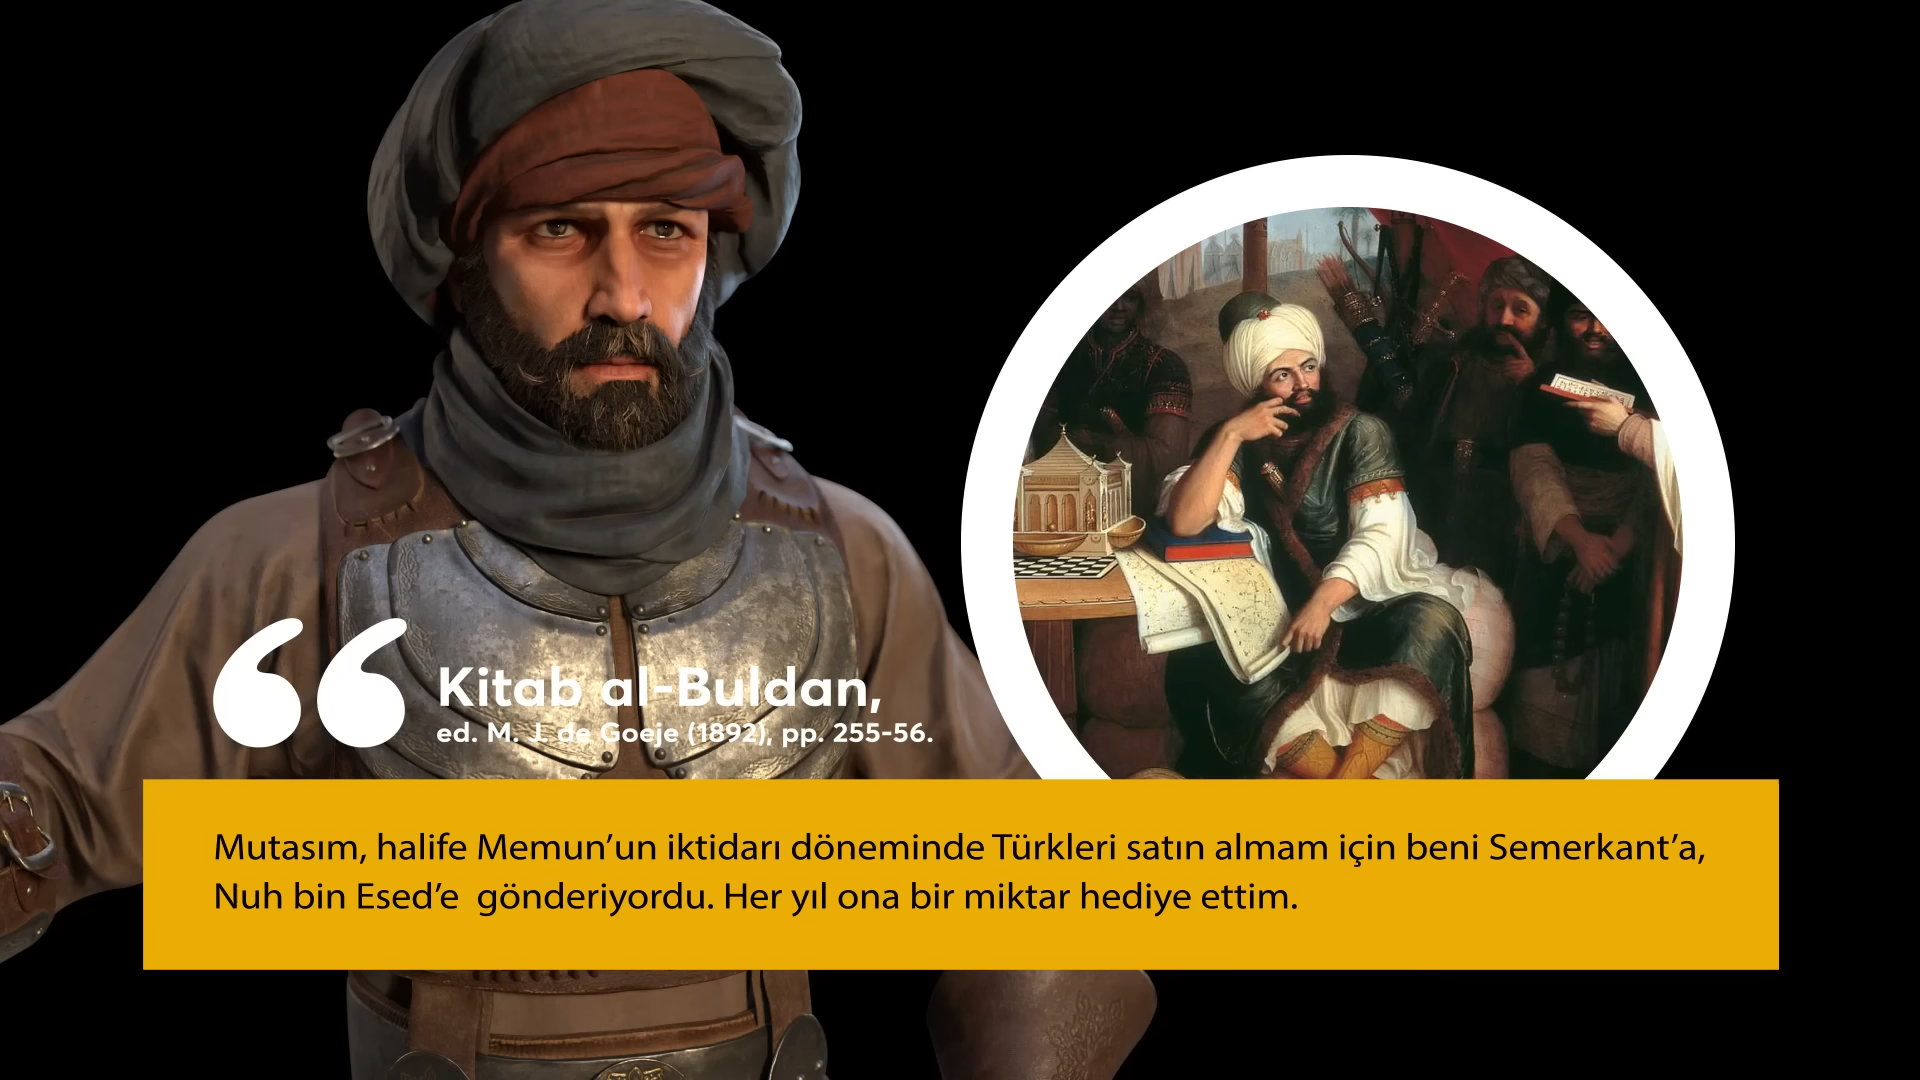 Kitab al-Buldan,
ed. M. J. de Goeje (1892), pp. 255-56.
Mutasım, halife Memun’un iktidarı döneminde Türkleri satın almam için beni Semerkant’a,
Nuh bin Esed’e  gönderiyordu. Her yıl ona bir miktar hediye ettim.